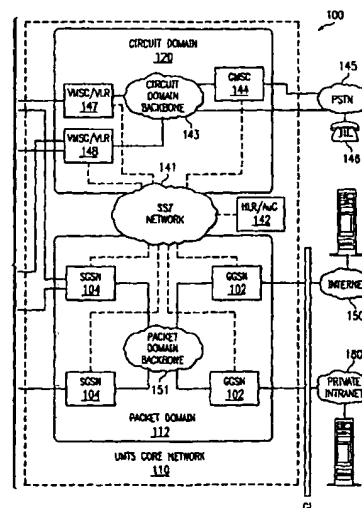 100
CIRCUIT DOMAIN
120
VMSC/VLR
147
CIRCUIT
DOMAIN
BACKBONE
143
GMSC
144
145
PSTN
VMSC/VLR
148
146
141
SS7
NETWORK
HLR/AuC
142
SGSN
104
GGSN
102
INTERNET
150
PACKET
DOMAIN
BACKBONE
151
SGSN
104
GGSN
102
180
PRIVATE
INTRANET
PACKET DOMAIN
112
UMTS CORE NETWORK
110